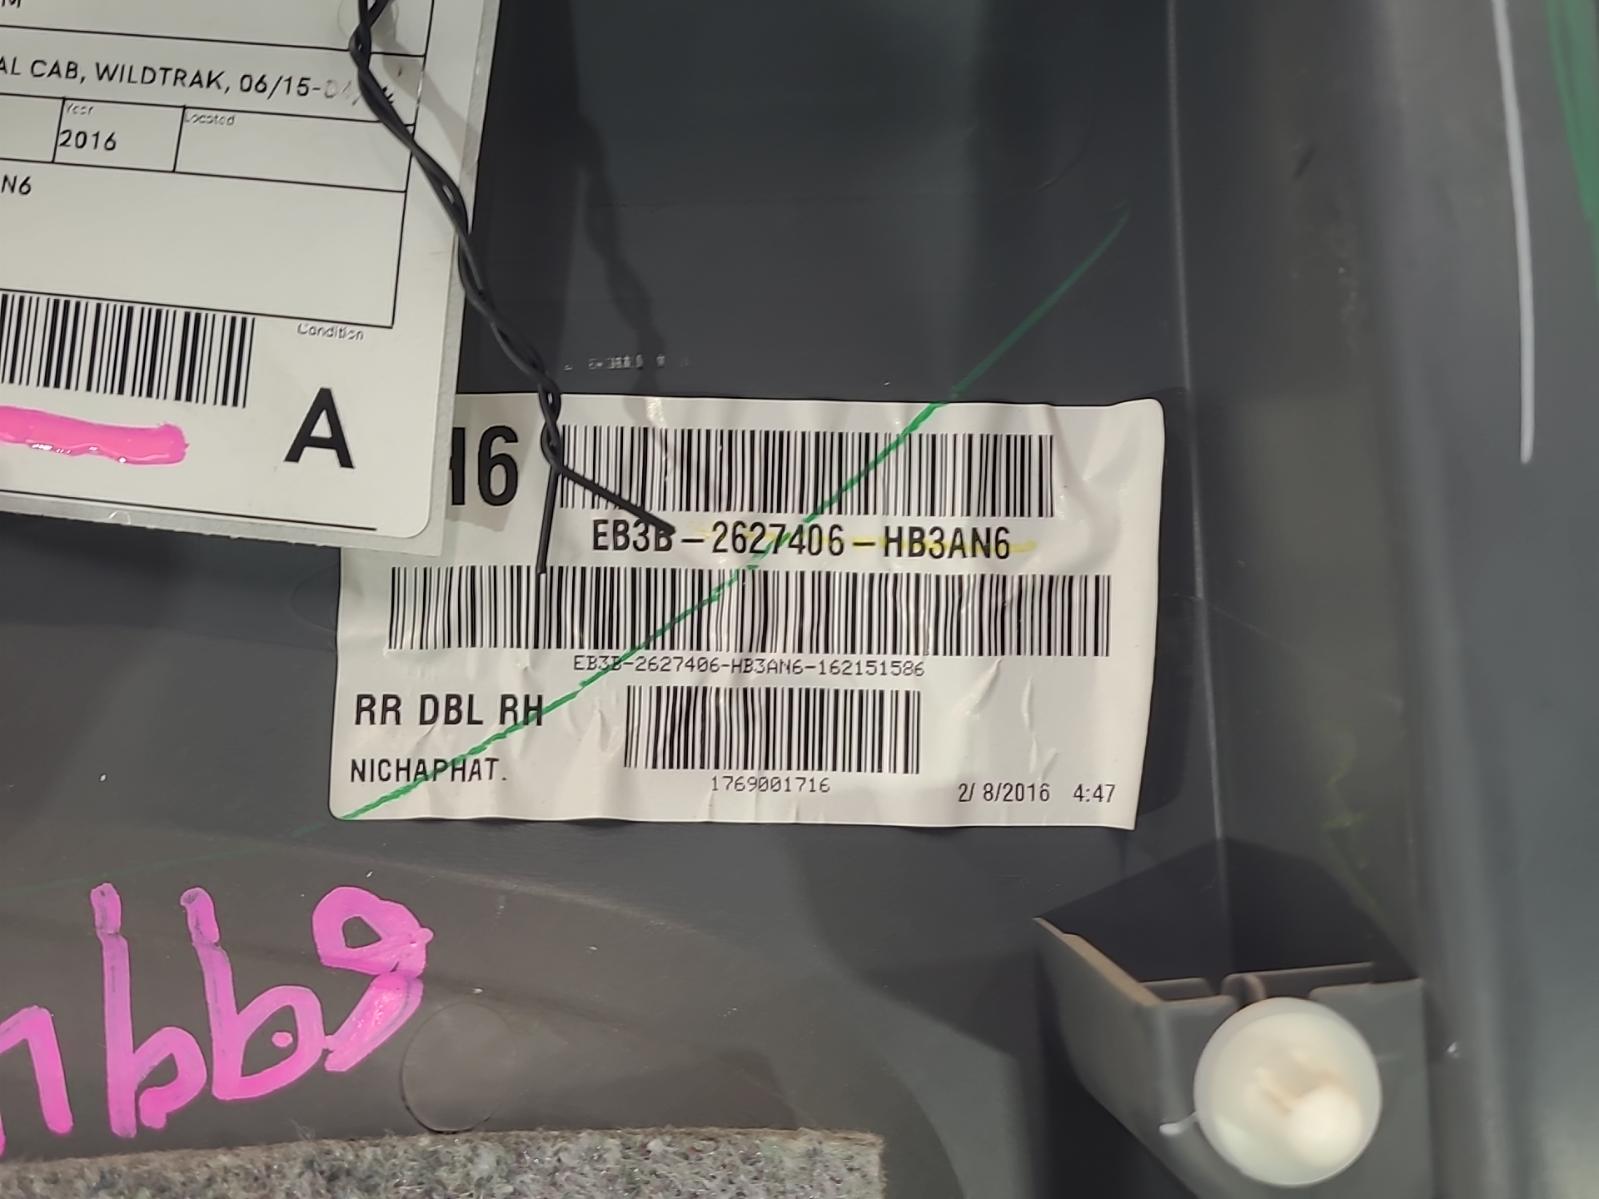 AL CAB, WILDTRAK, 06/15-
Year
Located
2016
N6
Condition
A
16
EB3B-2627406-HB3AN6
EB3B-2627406-HB3AN6-162151586
RR DBL RH
NICHAPHAT.
1769001716
2/ 8/2016 4:47